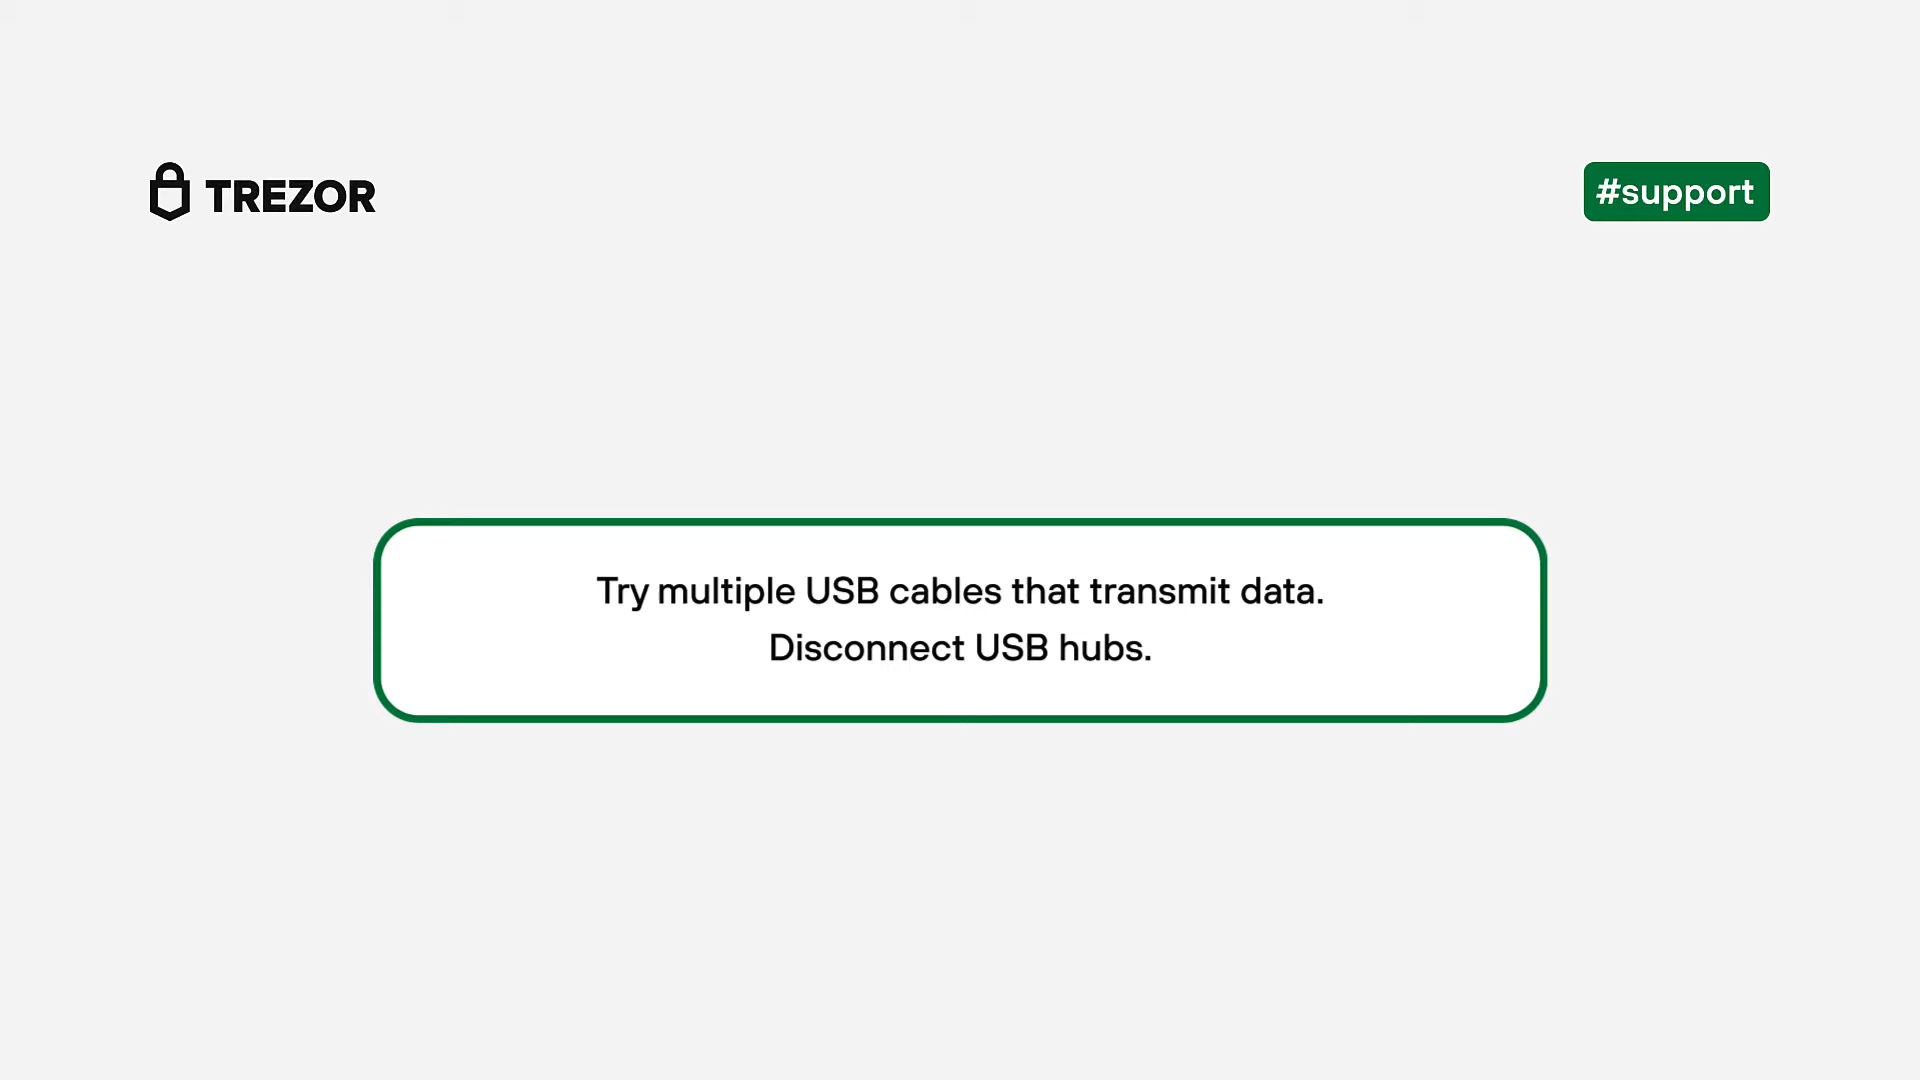 TREZOR
#support
Try multiple USB cables that transmit data.
Disconnect USB hubs.